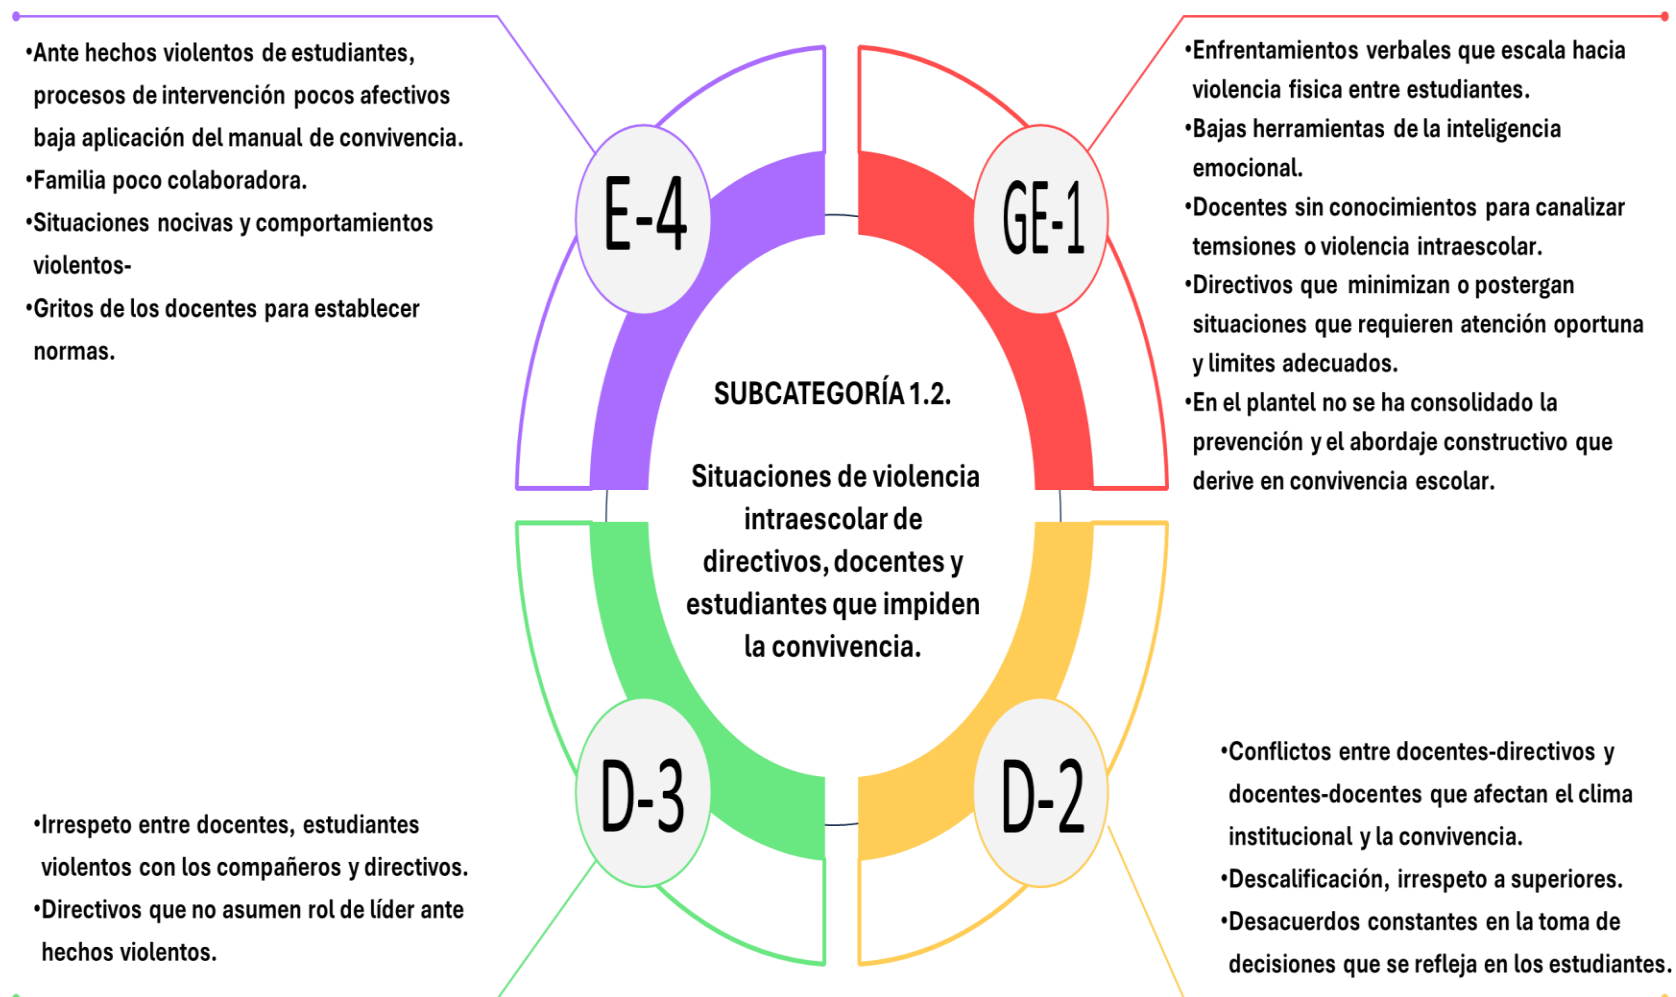 •Ante hechos violentos de estudiantes,
procesos de intervención pocos afectivos
baja aplicación del manual de convivencia.
•Familia poco colaboradora.
•Situaciones nocivas y comportamientos
violentos-
•Gritos de los docentes para establecer
normas.
E-4
GE-1
•Enfrentamientos verbales que escala hacia
violencia fisica entre estudiantes.
•Bajas herramientas de la inteligencia
emocional.
•Docentes sin conocimientos para canalizar
temsiones o violencia intraescolar.
•Directivos que minimizan o postergan
situaciones que requieren atención oportuna
y limites adecuados.
•En el plantel no se ha consolidado la
prevención y el abordaje constructivo que
derive en convivencia escolar.
SUBCATEGORÍA 1.2.
Situaciones de violencia
intraescolar de
directivos, docentes y
estudiantes que impiden
la convivencia.
D-3
•Irrespeto entre docentes, estudiantes
violentos con los compañeros y directivos.
•Directivos que no asumen rol de líder ante
hechos violentos.
D-2
•Conflictos entre docentes-directivos y
docentes-docentes que afectan el clima
institucional y la convivencia.
•Descalificación, irrespeto a superiores.
•Desacuerdos constantes en la toma de
decisiones que se refleja en los estudiantes.